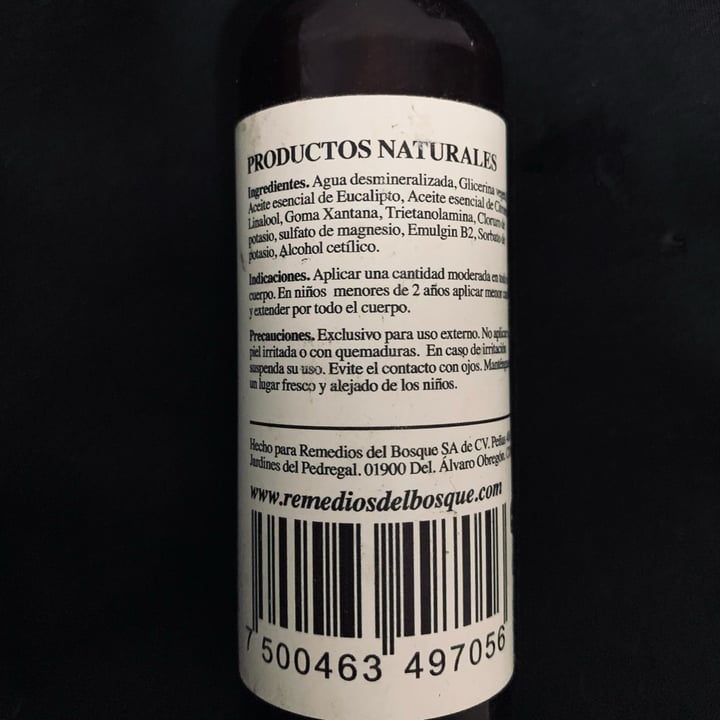 PRODUCTOS NATURALES
Ingredientes. Agua desmineralizada, Glicerina
Aceite esencial de Eucalipto, Aceite esencial de
Linalool, Goma Xantana, Trietanolamina, Cloruro de
potasio, sulfato de magnesio, Emulgin B2, Sorbato de
potasio, Alcohol cetílico.
Indicaciones. Aplicar una cantidad moderada en
cuerpo. En niños menores de 2 años aplicar menor
y extender por todo el cuerpo.
Precauciones. Exclusivo para uso externo. No
piel irritada o con quemaduras. En caso de irritación
suspenda su uso. Evite el contacto con ojos.
un lugar fresco y alejado de los niños.
Hecho para Remedios del Bosque SA de CV. Peñas
Jardines del Pedregal. 01900 Del. Álvaro Obregón.
www.remediosdelbosque.com
7 500463 497056